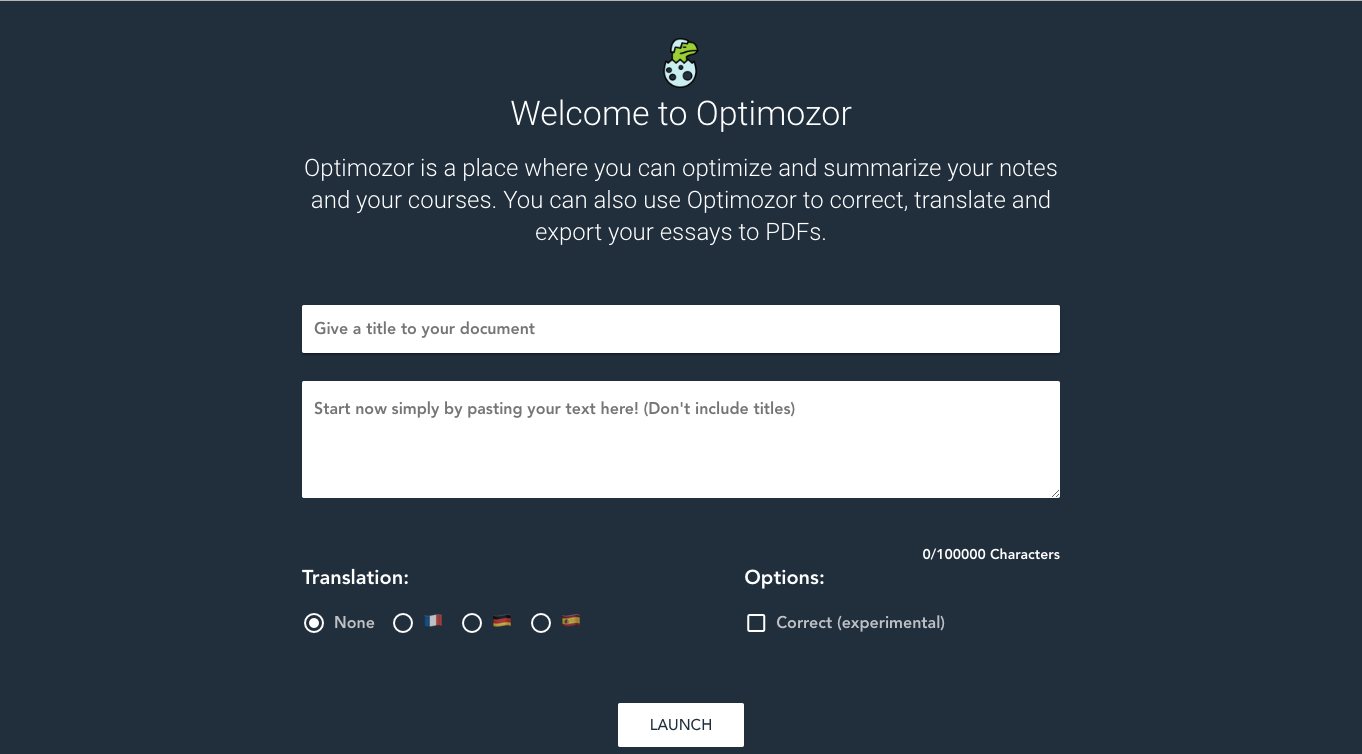 Welcome to Optimozor
Optimozor is a place where you can optimize and summarize your notes
and your courses. You can also use Optimozor to correct, translate and
export your essays to PDFs.
Give a title to your document
Start now simply by pasting your text here! (Don't include titles)
0/100000 Characters
Translation:
Options:
None
Correct (experimental)
LAUNCH